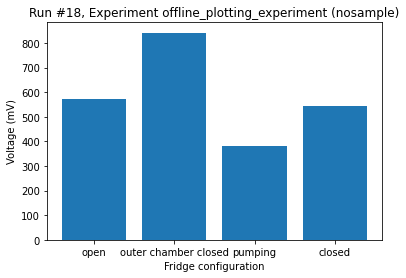 Run #18, Experiment offline_plotting_experiment (nosample)
800
700
600
500
400
300
200
100
0
Voltage (mV)
open outer chamber closed pumping closed
Fridge configuration